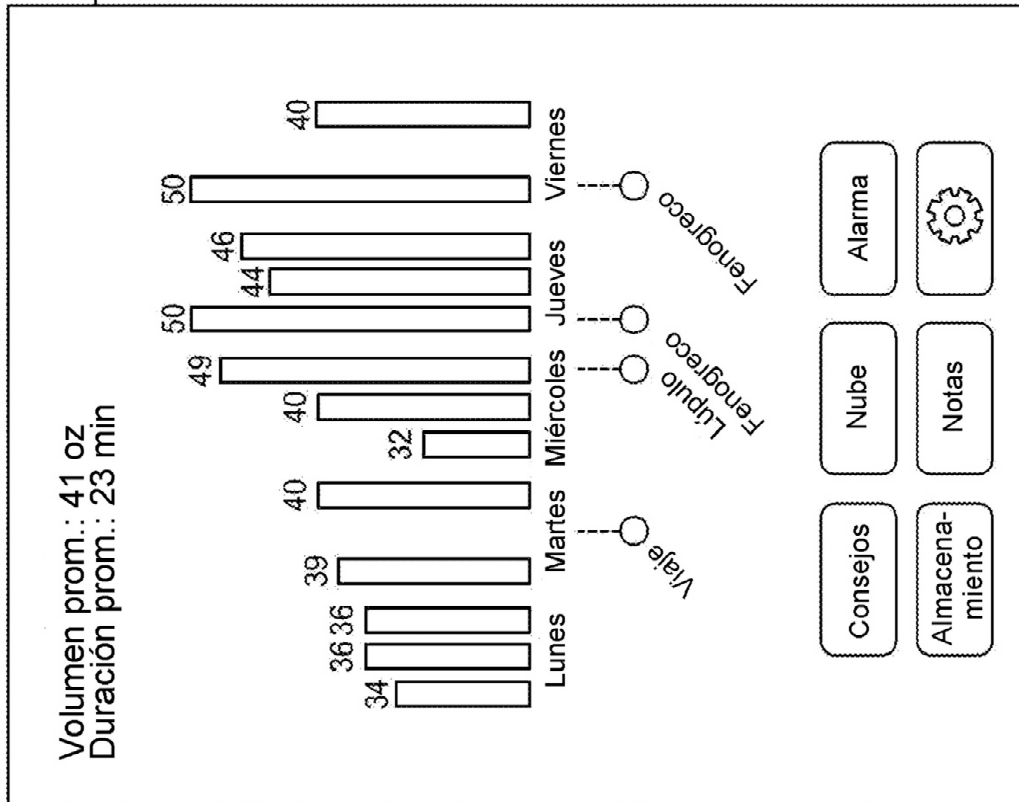 Volumen prom.: 41 oz
Duración prom.: 23 min
34 36 36 39 40 32 40 49 50 44 46 50 40
Lunes Martes Miércoles Jueves Viernes
Viaje
Lúpulo
Fenogreco
Fenogreco
Consejos Nube Alarma
Almacena-
miento
Notas